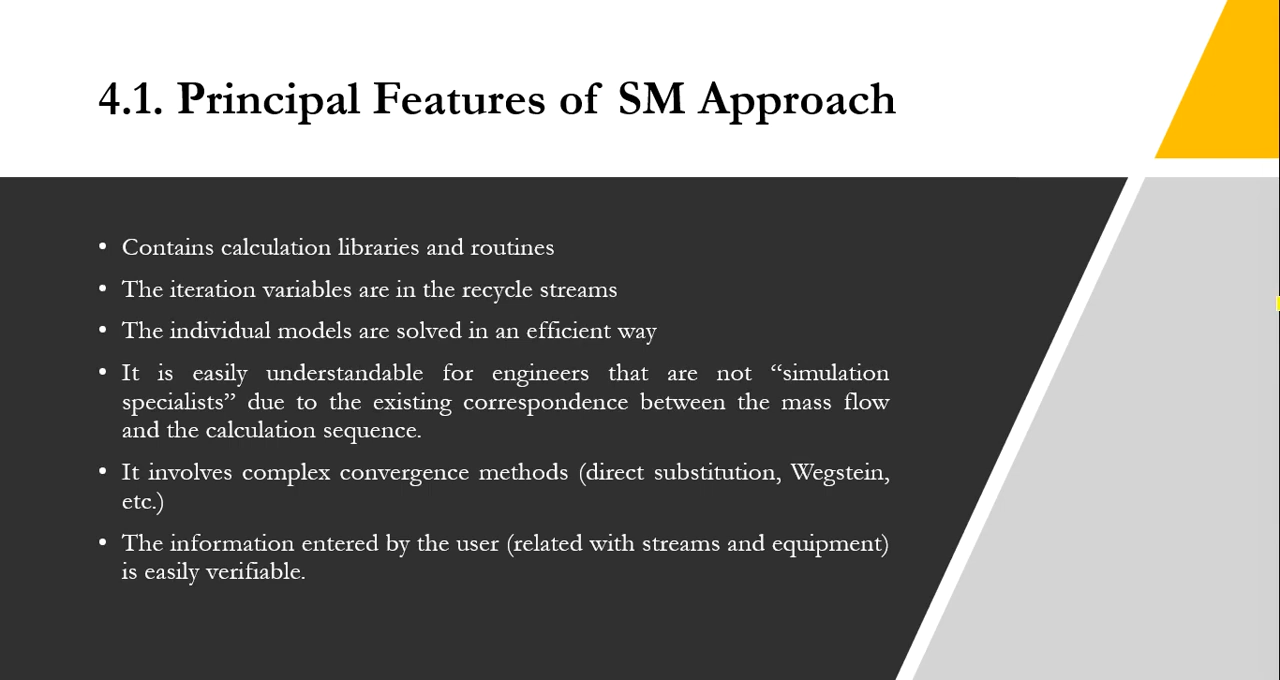 4.1. Principal Features of SM Approach
• Contains calculation libraries and routines
• The iteration variables are in the recycle streams
• The individual models are solved in an efficient way
• It is easily understandable for engineers that are not “simulation
specialists” due to the existing correspondence between the mass flow
and the calculation sequence.
• It involves complex convergence methods (direct substitution, Wegstein,
etc.)
• The information entered by the user (related with streams and equipment)
is easily verifiable.